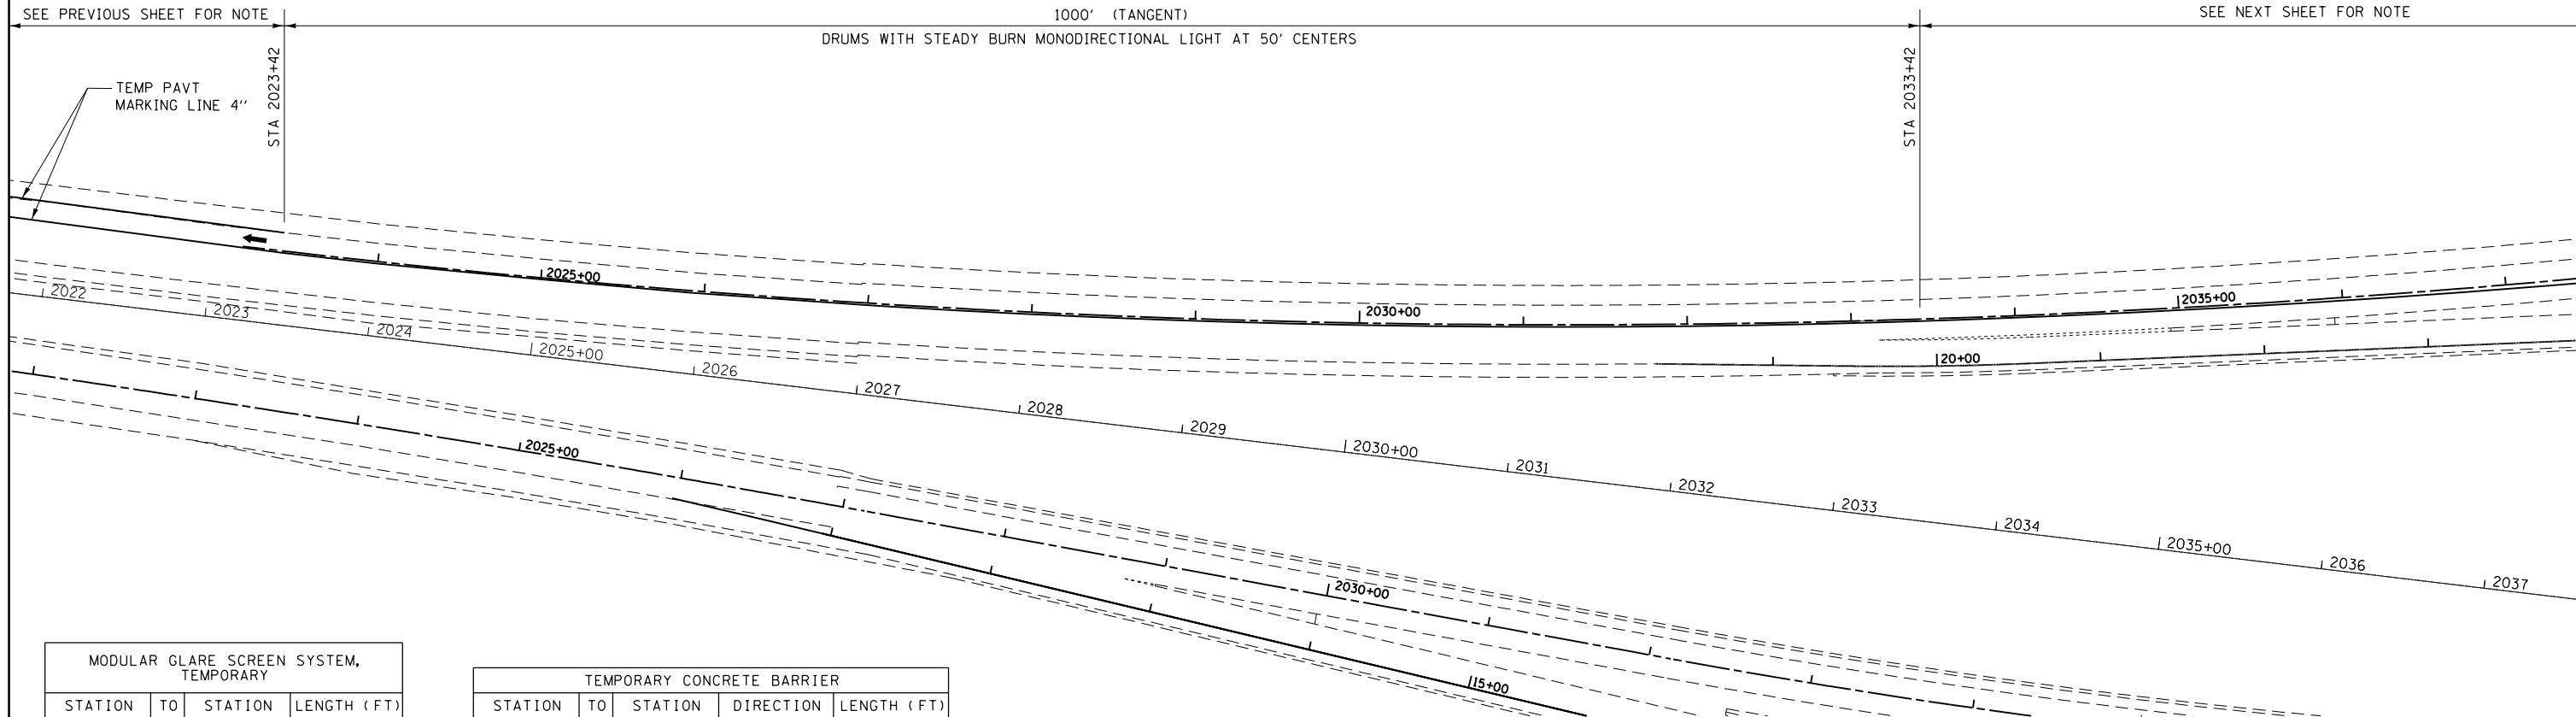 SEE PREVIOUS SHEET FOR NOTE
1000' (TANGENT)
SEE NEXT SHEET FOR NOTE
DRUMS WITH STEADY BURN MONODIRECTIONAL LIGHT AT 50' CENTERS
STA 2023+42
STA 2033+42
TEMP PAVT
MARKING LINE 4''
2025+00
2030+00
2035+00
2022
2023
2024
2025+00
2026
2027
2028
2029
2030+00
2031
2032
2033
2034
2035+00
2036
2037
20+00
2025+00
2030+00
15+00
MODULAR GLARE SCREEN SYSTEM,
TEMPORARY
STATION TO STATION LENGTH (FT)
TEMPORARY CONCRETE BARRIER
STATION TO STATION DIRECTION LENGTH (FT)